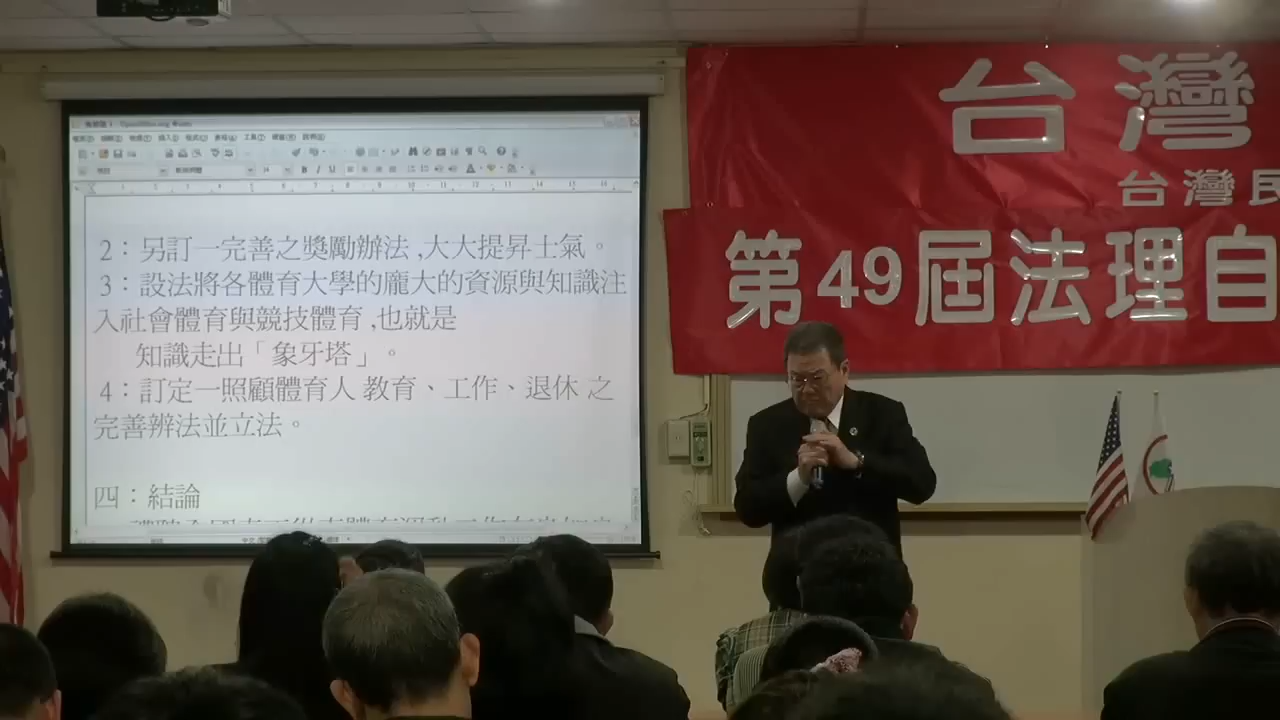 2：另訂一完善之獎勵辦法,大大提昇士氣。
3：設法將各體育大學的龐大的資源與知識注
入社會體育與競技體育,也就是
知識走出「象牙塔」。
4：訂定一照顧體育人 教育、工作、退休 之
完善辨法並立法。
四：結論
台灣
台灣民
第49屆法理自